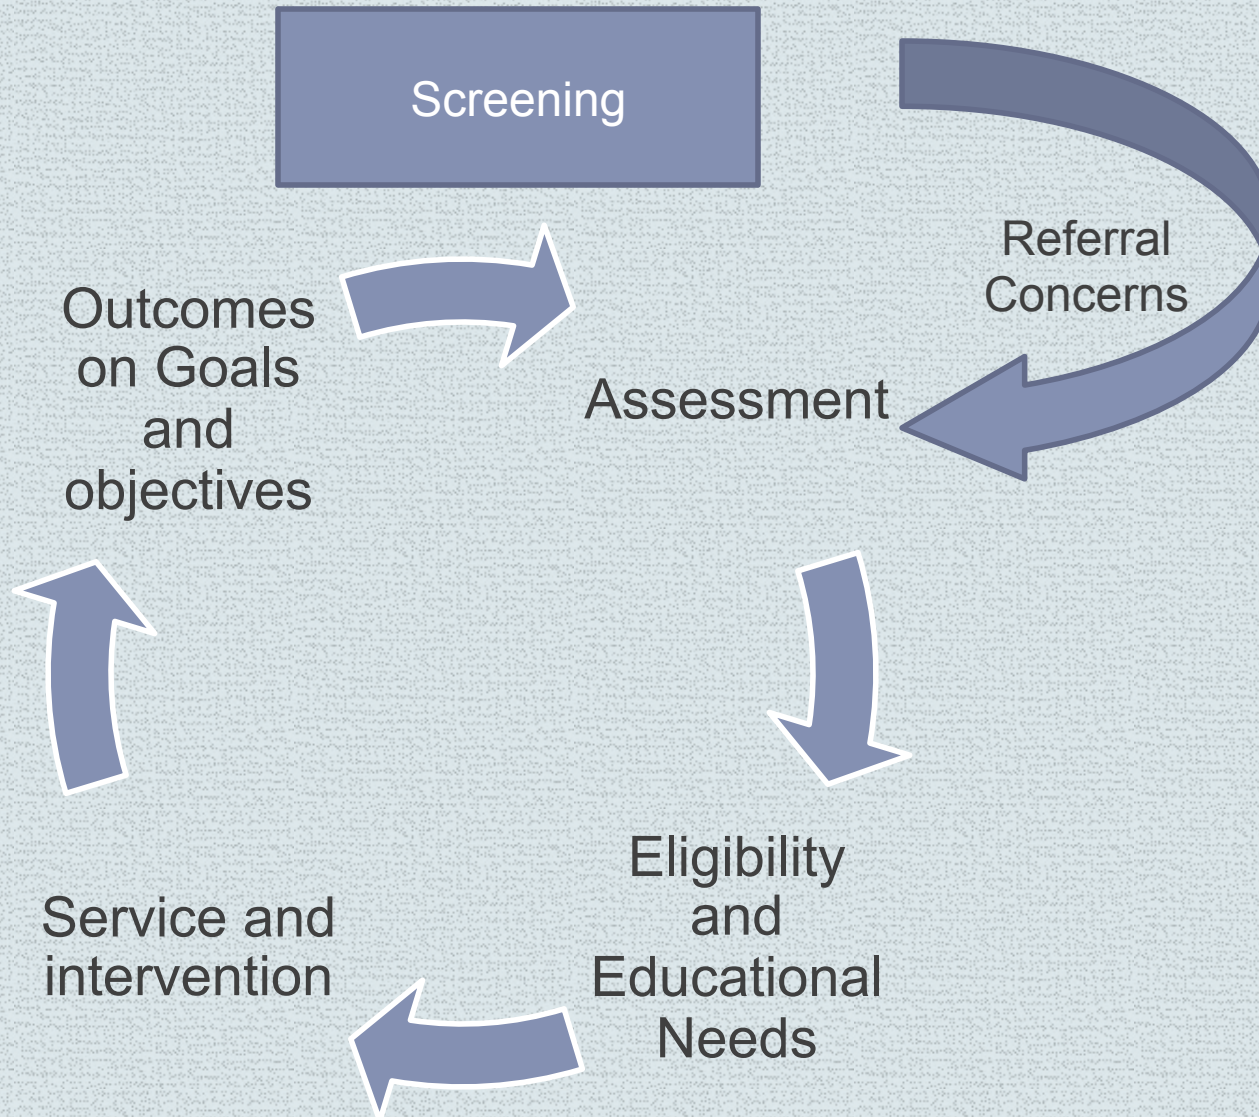 Screening
Referral
Concerns
Outcomes
on Goals
and
objectives
Assessment
Eligibility
and
Educational
Needs
Service and
intervention